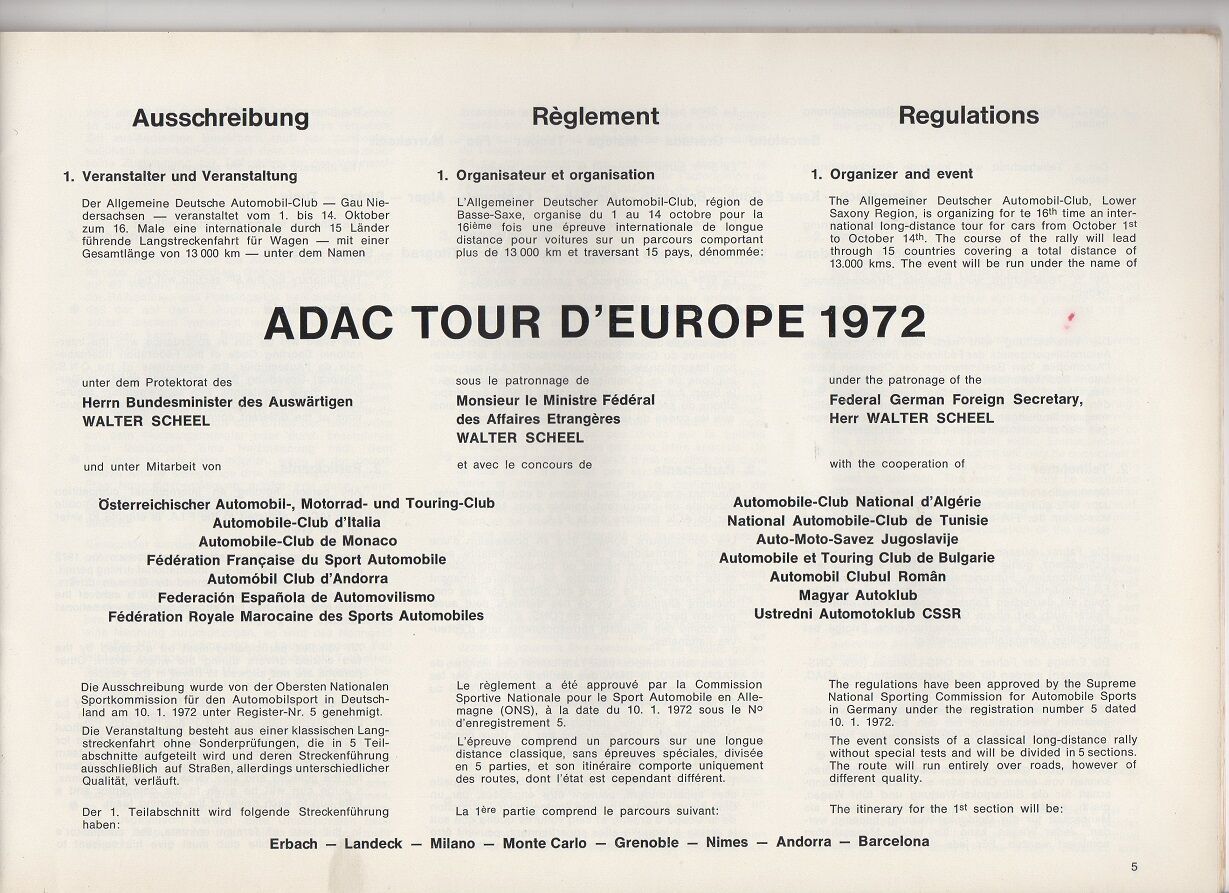 Ausschreibung
1. Veranstalter und Veranstaltung
Der Allgemeine Deutsche Automobil-Club — Gau Nie-
dersachsen — veranstaltet vom 1. bis 14. Oktober
zum 16. Male eine internationale durch 15 Länder
führende Langstreckenfahrt für Wagen — mit einer
Gesamtlänge von 13 000 km — unter dem Namen
Règlement
1. Organisateur et organisation
L'Allgemeiner Deutscher Automobil-Club, région de
Basse-Saxe, organise du 1 au 14 octobre pour la
16ième fois une épreuve internationale de longue
distance pour voitures sur un parcours comportant
plus de 13 000 km et traversant 15 pays, dénommée:
Regulations
1. Organizer and event
The Allgemeiner Deutscher Automobil-Club, Lower
Saxony Region, is organizing for te 16th time an inter-
national long-distance tour for cars from October 1st
to October 14th. The course of the rally will lead
through 15 countries covering a total distance of
13.000 kms. The event will be run under the name of
ADAC TOUR D'EUROPE 1972
unter dem Protektorat des
Herrn Bundesminister des Auswärtigen
WALTER SCHEEL
und unter Mitarbeit von
sous le patronnage de
Monsieur le Ministre Fédéral
des Affaires Etrangères
WALTER SCHEEL
et avec le concours de
under the patronage of the
Federal German Foreign Secretary,
Herr WALTER SCHEEL
with the cooperation of
Österreichischer Automobil-, Motorrad- und Touring-Club
Automobile-Club d'Italia
Automobile-Club de Monaco
Fédération Française du Sport Automobile
Automóbil Club d'Andorra
Federación Española de Automovilismo
Fédération Royale Marocaine des Sports Automobiles
Automobile-Club National d'Algérie
National Automobile-Club de Tunisie
Auto-Moto-Savez Jugoslavije
Automobile et Touring Club de Bulgarie
Automobil Clubul Român
Magyar Autoklub
Ustredni Automotoklub CSSR
Die Ausschreibung wurde von der Obersten Nationalen
Sportkommission für den Automobilsport in Deutsch-
land am 10. 1. 1972 unter Register-Nr. 5 genehmigt.
Die Veranstaltung besteht aus einer klassischen Lang-
streckenfahrt ohne Sonderprüfungen, die in 5 Teil-
abschnitte aufgeteilt wird und deren Streckenführung
ausschließlich auf Straßen, allerdings unterschiedlicher
Qualität, verläuft.
Der 1. Teilabschnitt wird folgende Streckenführung
haben:
Le règlement a été approuvé par la Commission
Sportive Nationale pour le Sport Automobile en Alle-
magne (ONS), à la date du 10. 1. 1972 sous le No
d'enregistrement 5.
L'épreuve comprend un parcours sur une longue
distance classique, sans épreuves spéciales, divisée
en 5 parties, et son itinéraire comporte uniquement
des routes, dont l'état est cependant différent.
La 1ère partie comprend le parcours suivant:
The regulations have been approved by the Supreme
National Sporting Commission for Automobile Sports
in Germany under the registration number 5 dated
10. 1. 1972.
The event consists of a classical long-distance rally
without special tests and will be divided in 5 sections.
The route will run entirely over roads, however of
different quality.
The itinerary for the 1st section will be:
Erbach — Landeck — Milano — Monte Carlo — Grenoble — Nimes — Andorra — Barcelona
5